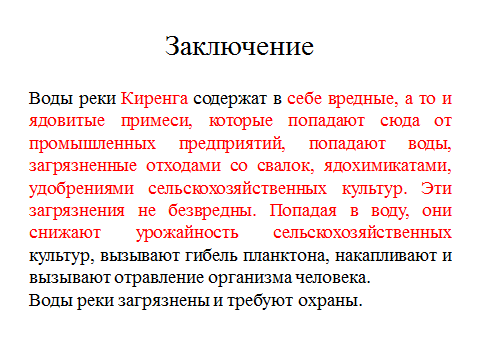 Заключение
Воды реки Киренга содержат в себе вредные, а то и
ядовитые примеси, которые попадают сюда от
промышленных предприятий, попадают воды,
загрязненные отходами со свалок, ядохимикатами,
удобрениями сельскохозяйственных культур. Эти
загрязнения не безвредны. Попадая в воду, они
снижают урожайность сельскохозяйственных
культур, вызывают гибель планктона, накапливают и
вызывают отравление организма человека.
Воды реки загрязнены и требуют охраны.